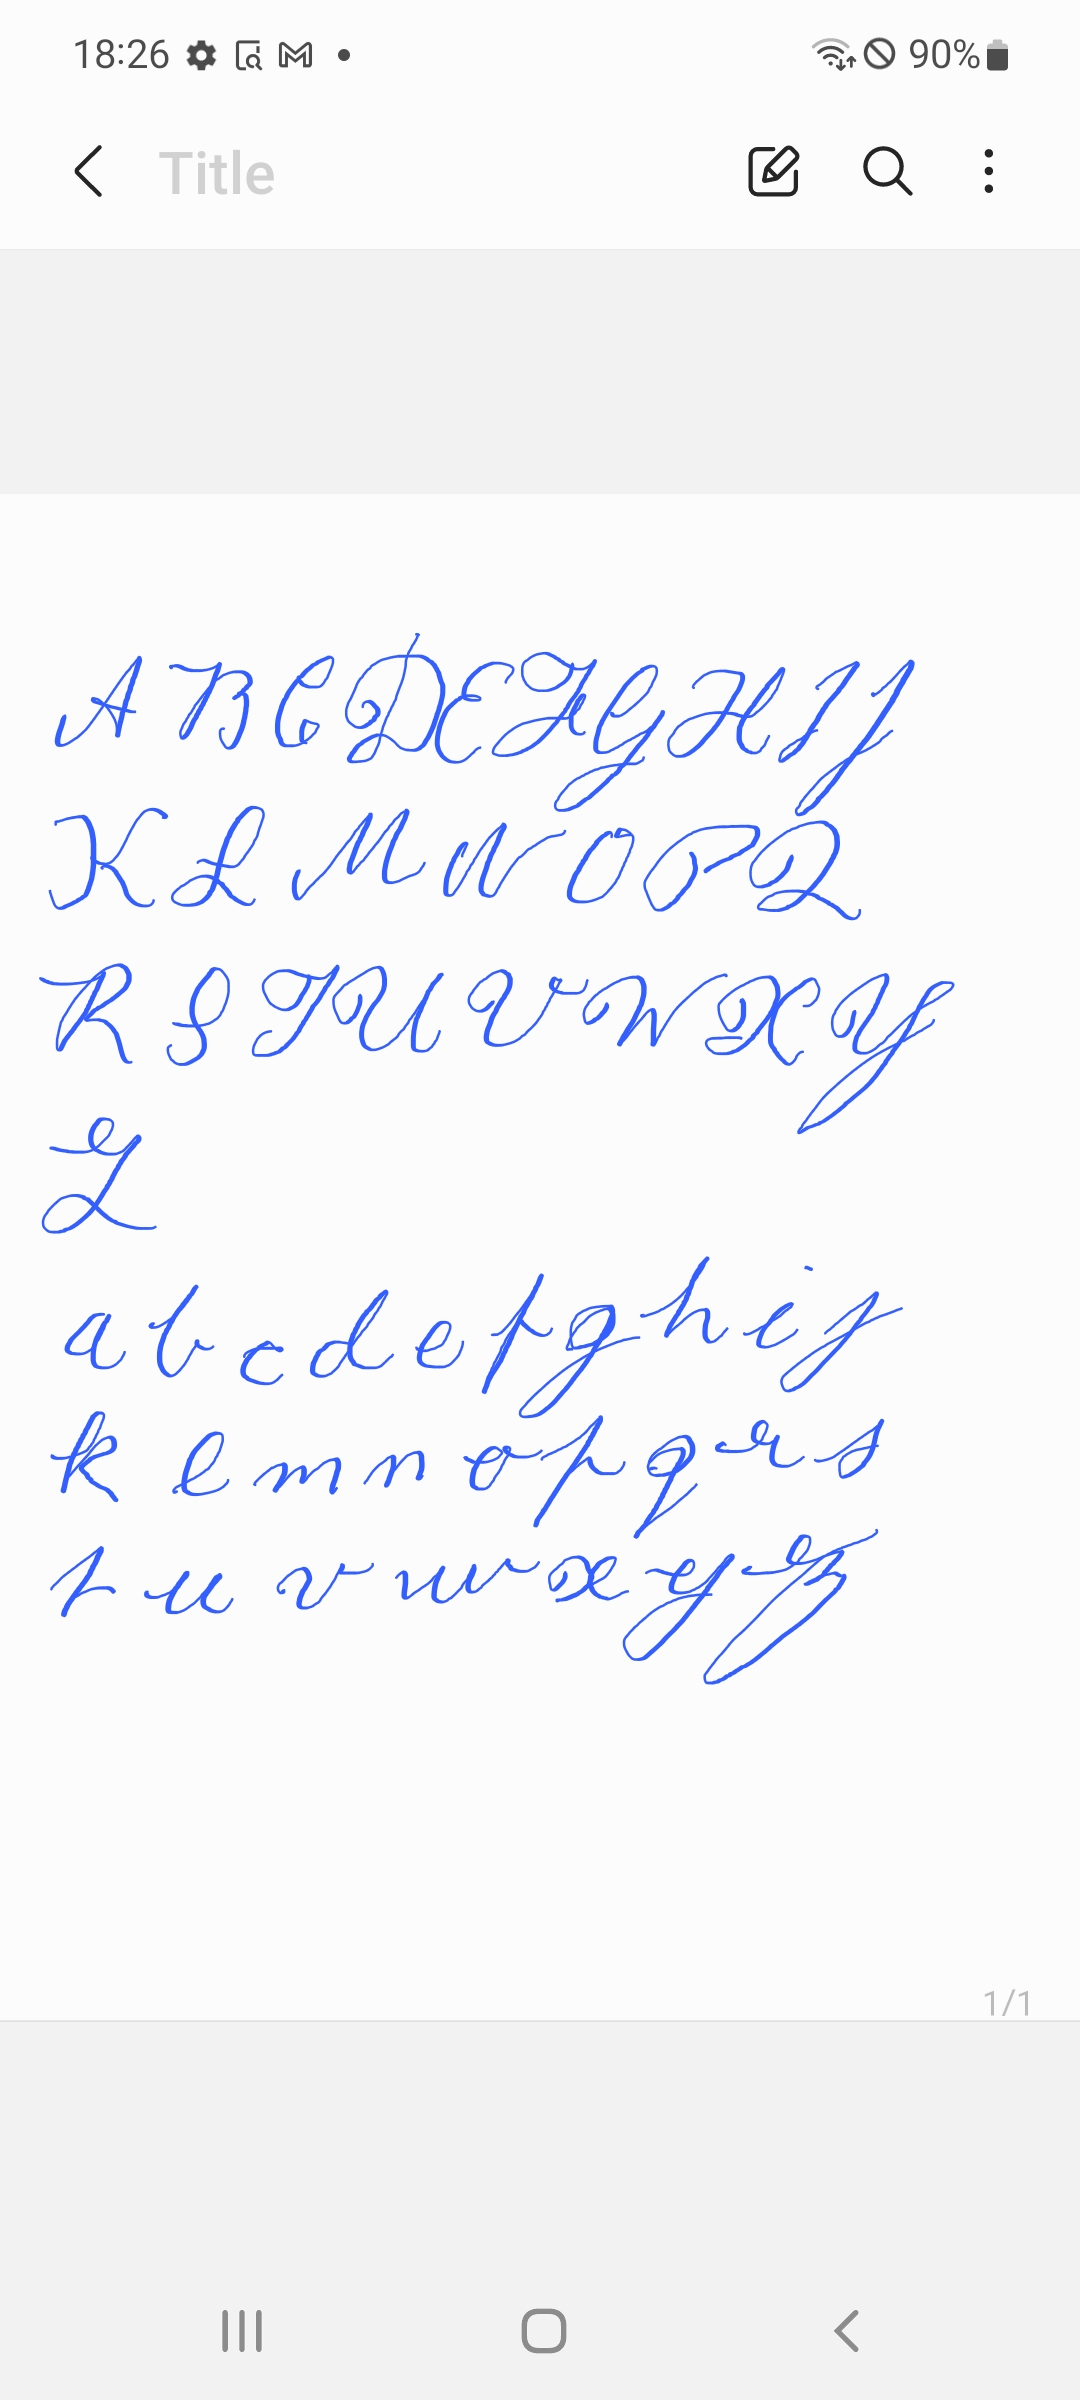 18:26 90%
Title
A B C D E F G H I J
K L M N O P Q
R S T U V W X Y
Z
a b c d e f g h i j
k l m n o p q r s
t u v w x y z
1/1